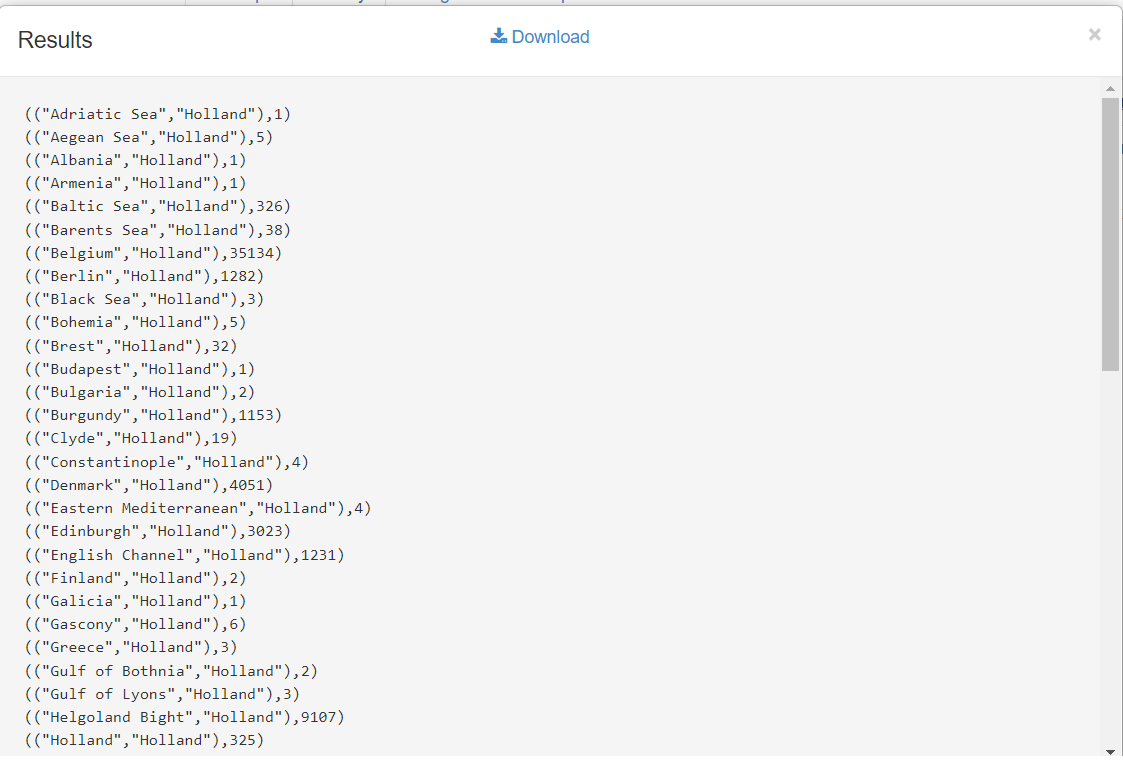 Results
Download
×
(("Adriatic Sea","Holland"),1)
(("Aegean Sea","Holland"),5)
(("Albania","Holland"),1)
(("Armenia","Holland"),1)
(("Baltic Sea","Holland"),326)
(("Barents Sea","Holland"),38)
(("Belgium","Holland"),35134)
(("Berlin","Holland"),1282)
(("Black Sea","Holland"),3)
(("Bohemia","Holland"),5)
(("Brest","Holland"),32)
(("Budapest","Holland"),1)
(("Bulgaria","Holland"),2)
(("Burgundy","Holland"),1153)
(("Clyde","Holland"),19)
(("Constantinople","Holland"),4)
(("Denmark","Holland"),4051)
(("Eastern Mediterranean","Holland"),4)
(("Edinburgh","Holland"),3023)
(("English Channel","Holland"),1231)
(("Finland","Holland"),2)
(("Galicia","Holland"),1)
(("Gascony","Holland"),6)
(("Greece","Holland"),3)
(("Gulf of Bothnia","Holland"),2)
(("Gulf of Lyons","Holland"),3)
(("Helgoland Bight","Holland"),9107)
(("Holland","Holland"),325)